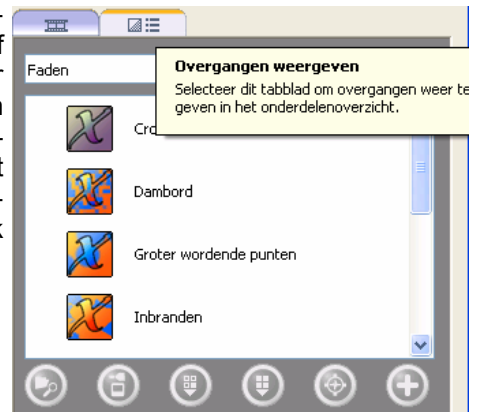 Faden
Overgangen weergeven
Selecteer dit tabblad om overgangen weer te
geven in het onderdelenoverzicht.
Dambord
Groter wordende punten
Inbranden